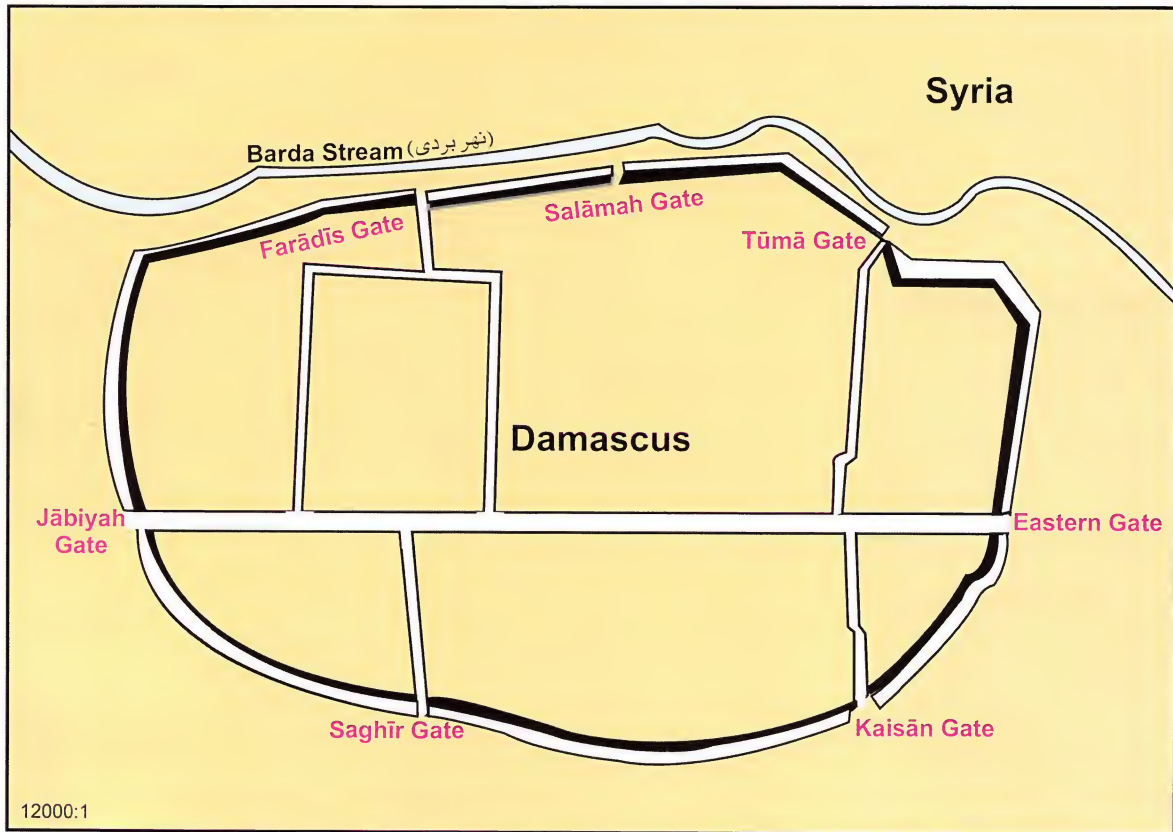 Syria
Barda Stream (نهر بردى)
Farādīs Gate
Salāmah Gate
Tūmā Gate
Damascus
Jābiyah
Gate
Eastern Gate
Saghīr Gate
Kaisān Gate
12000:1